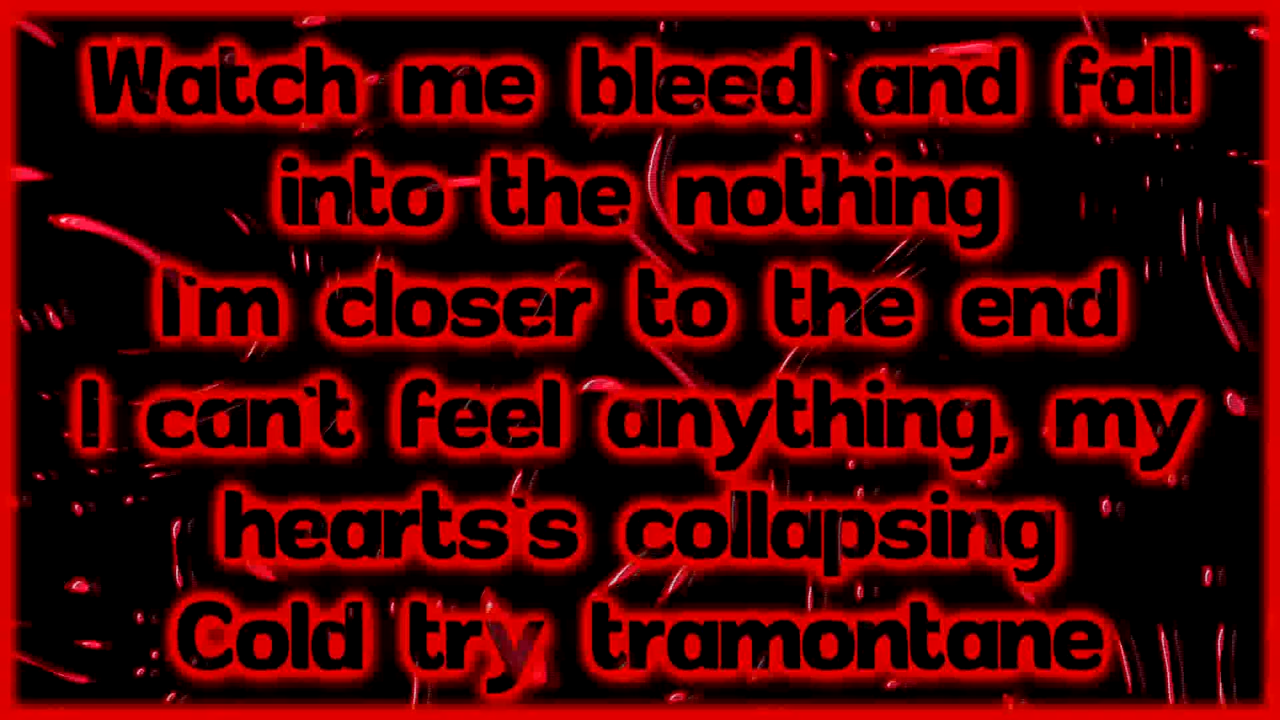 Watch me bleed and fall
into the nothing
I'm closer to the end
I can't feel anything, my
hearts's collapsing
Cold try tramontane